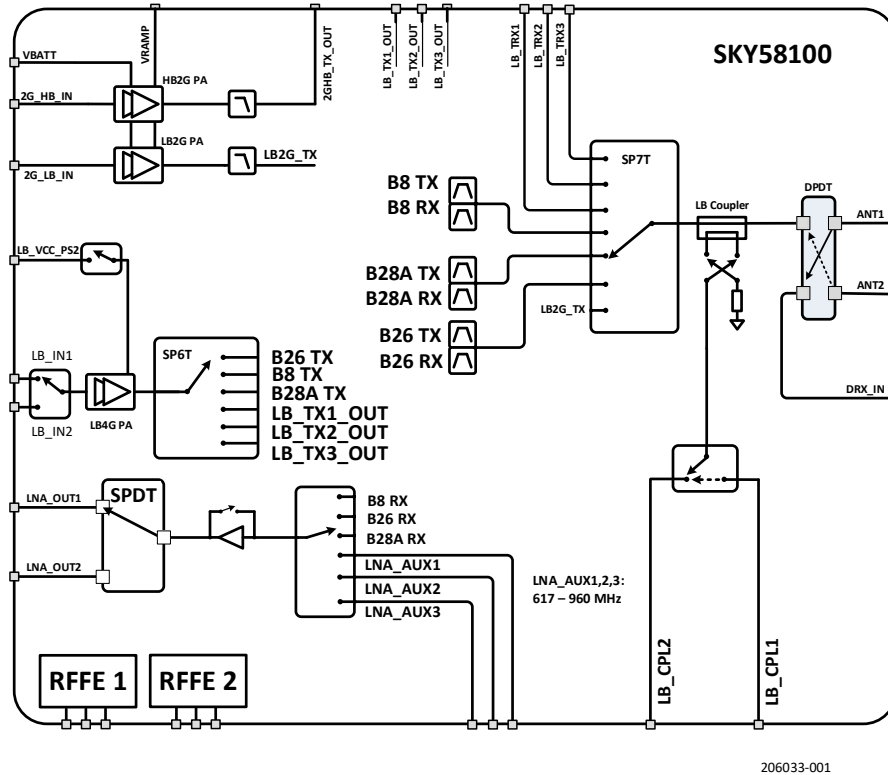 SKY58100
VBATT
VRAMP
2GHB_TX_OUT
LB_TX1_OUT
LB_TX2_OUT
LB_TX3_OUT
LB_TRX1
LB_TRX2
LB_TRX3
HB2G PA
2G_HB_IN
LB2G PA
2G_LB_IN
LB2G_TX
SP7T
B8 TX
B8 RX
B28A TX
B28A RX
B26 TX
B26 RX
LB2G_TX
LB Coupler
DPDT
ANT1
ANT2
DRX_IN
LB_VCC_PS2
LB_IN1
LB_IN2
LB4G PA
SP6T
B26 TX
B8 TX
B28A TX
LB_TX1_OUT
LB_TX2_OUT
LB_TX3_OUT
LNA_OUT1
LNA_OUT2
SPDT
B8 RX
B26 RX
B28A RX
LNA_AUX1
LNA_AUX2
LNA_AUX3
LNA_AUX1,2,3:
617 – 960 MHz
LB_CPL2
LB_CPL1
RFFE 1
RFFE 2
206033-001